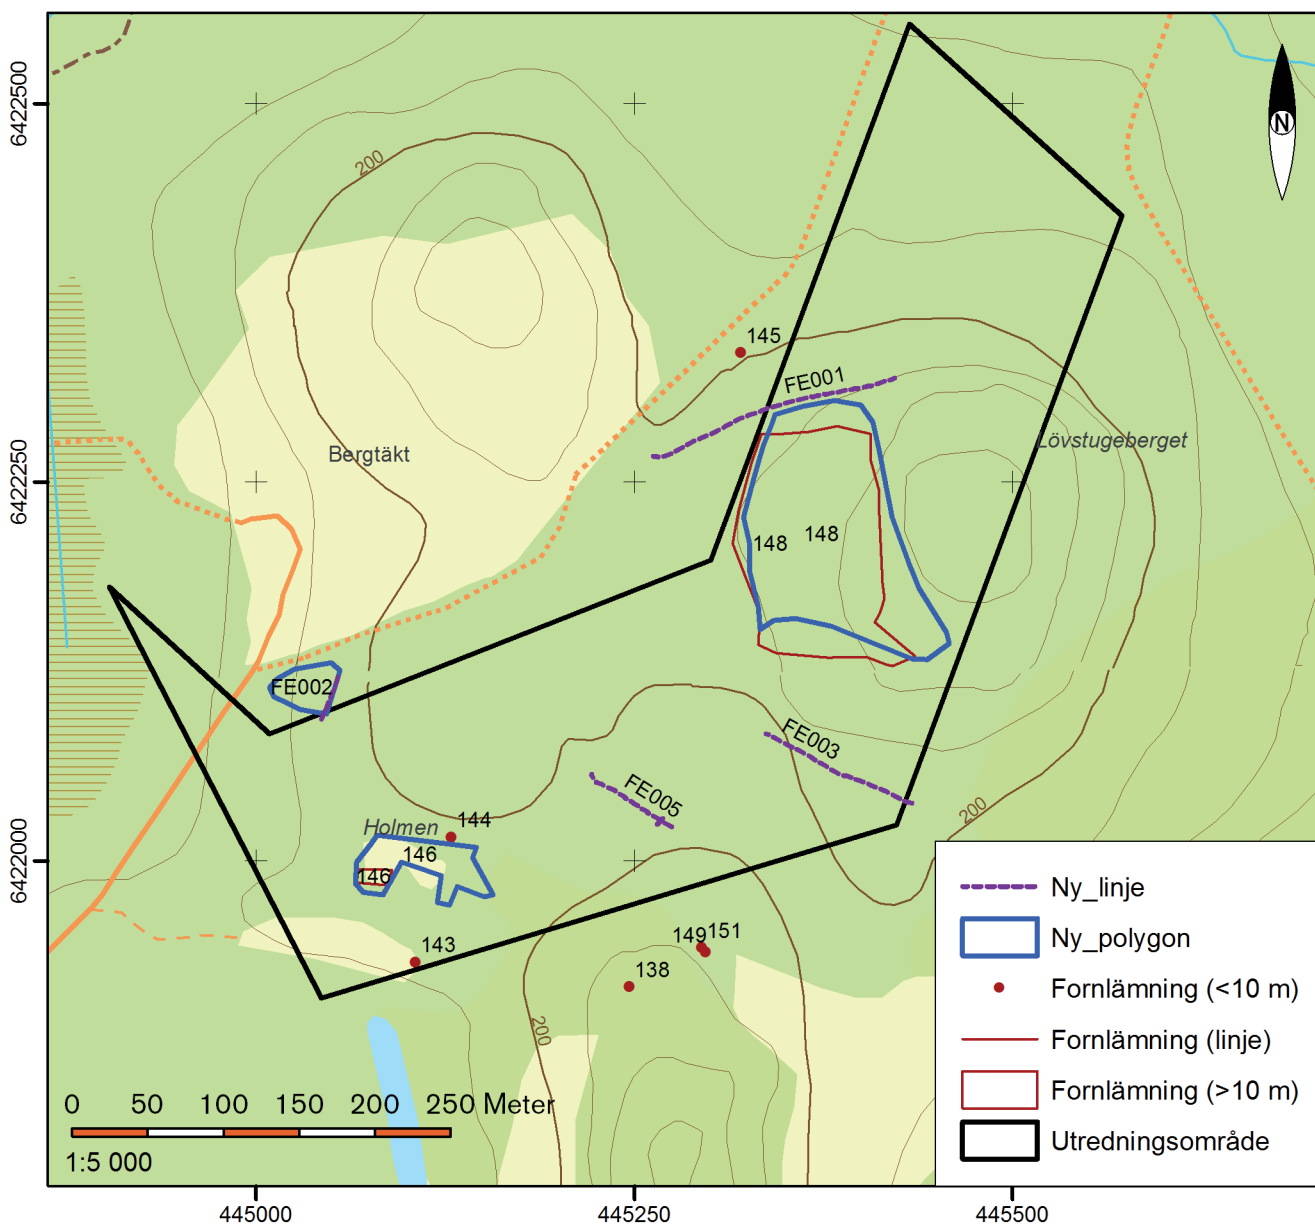 6422500
N
200
145
FE001
Lövstugeberget
Bergtäkt
6422250
148 148
FE002
FE003
FE005
200
Holmen 144
146
146
6422000
143
149 151
138
200
0 50 100 150 200 250 Meter
1:5 000
Ny_linje
Ny_polygon
Fornlämning (<10 m)
Fornlämning (linje)
Fornlämning (>10 m)
Utredningsområde
445000 445250 445500